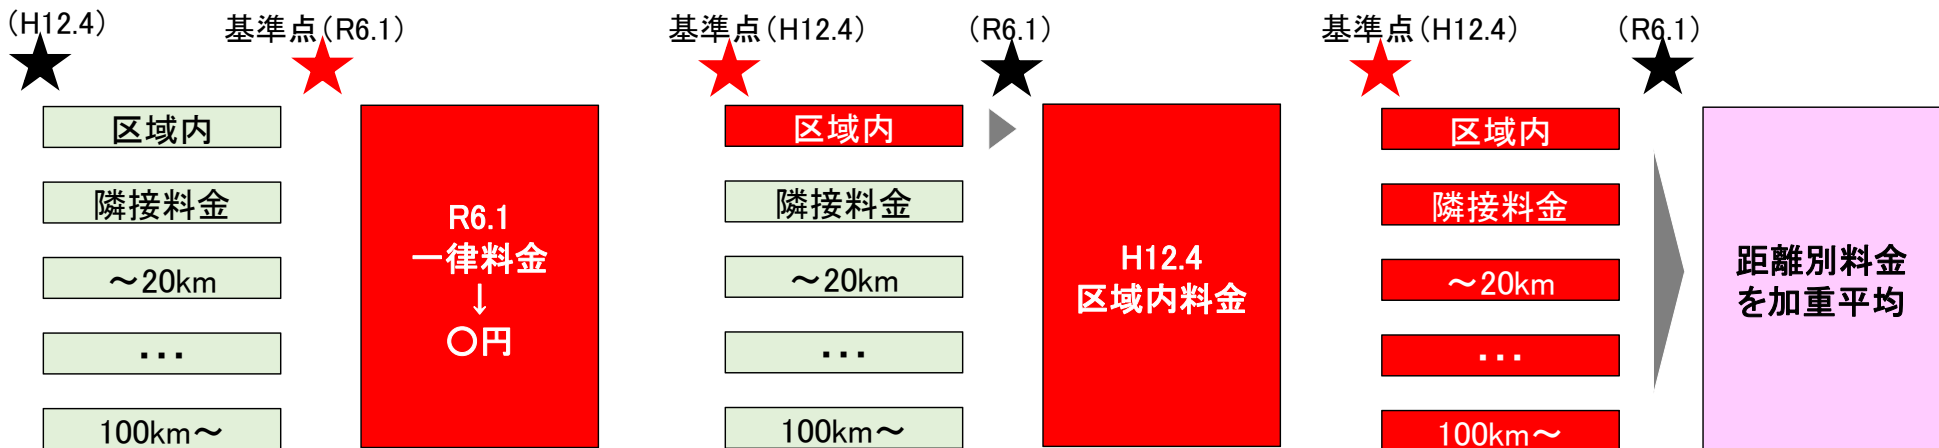 (H12.4)
基準点(R6.1)
区域内
隣接料金
～20km
・・・
100km～
R6.1
一律料金
↓
〇円
基準点(H12.4)
(R6.1)
区域内
隣接料金
～20km
・・・
100km～
H12.4
区域内料金
基準点(H12.4)
(R6.1)
区域内
隣接料金
～20km
・・・
100km～
距離別料金
を加重平均